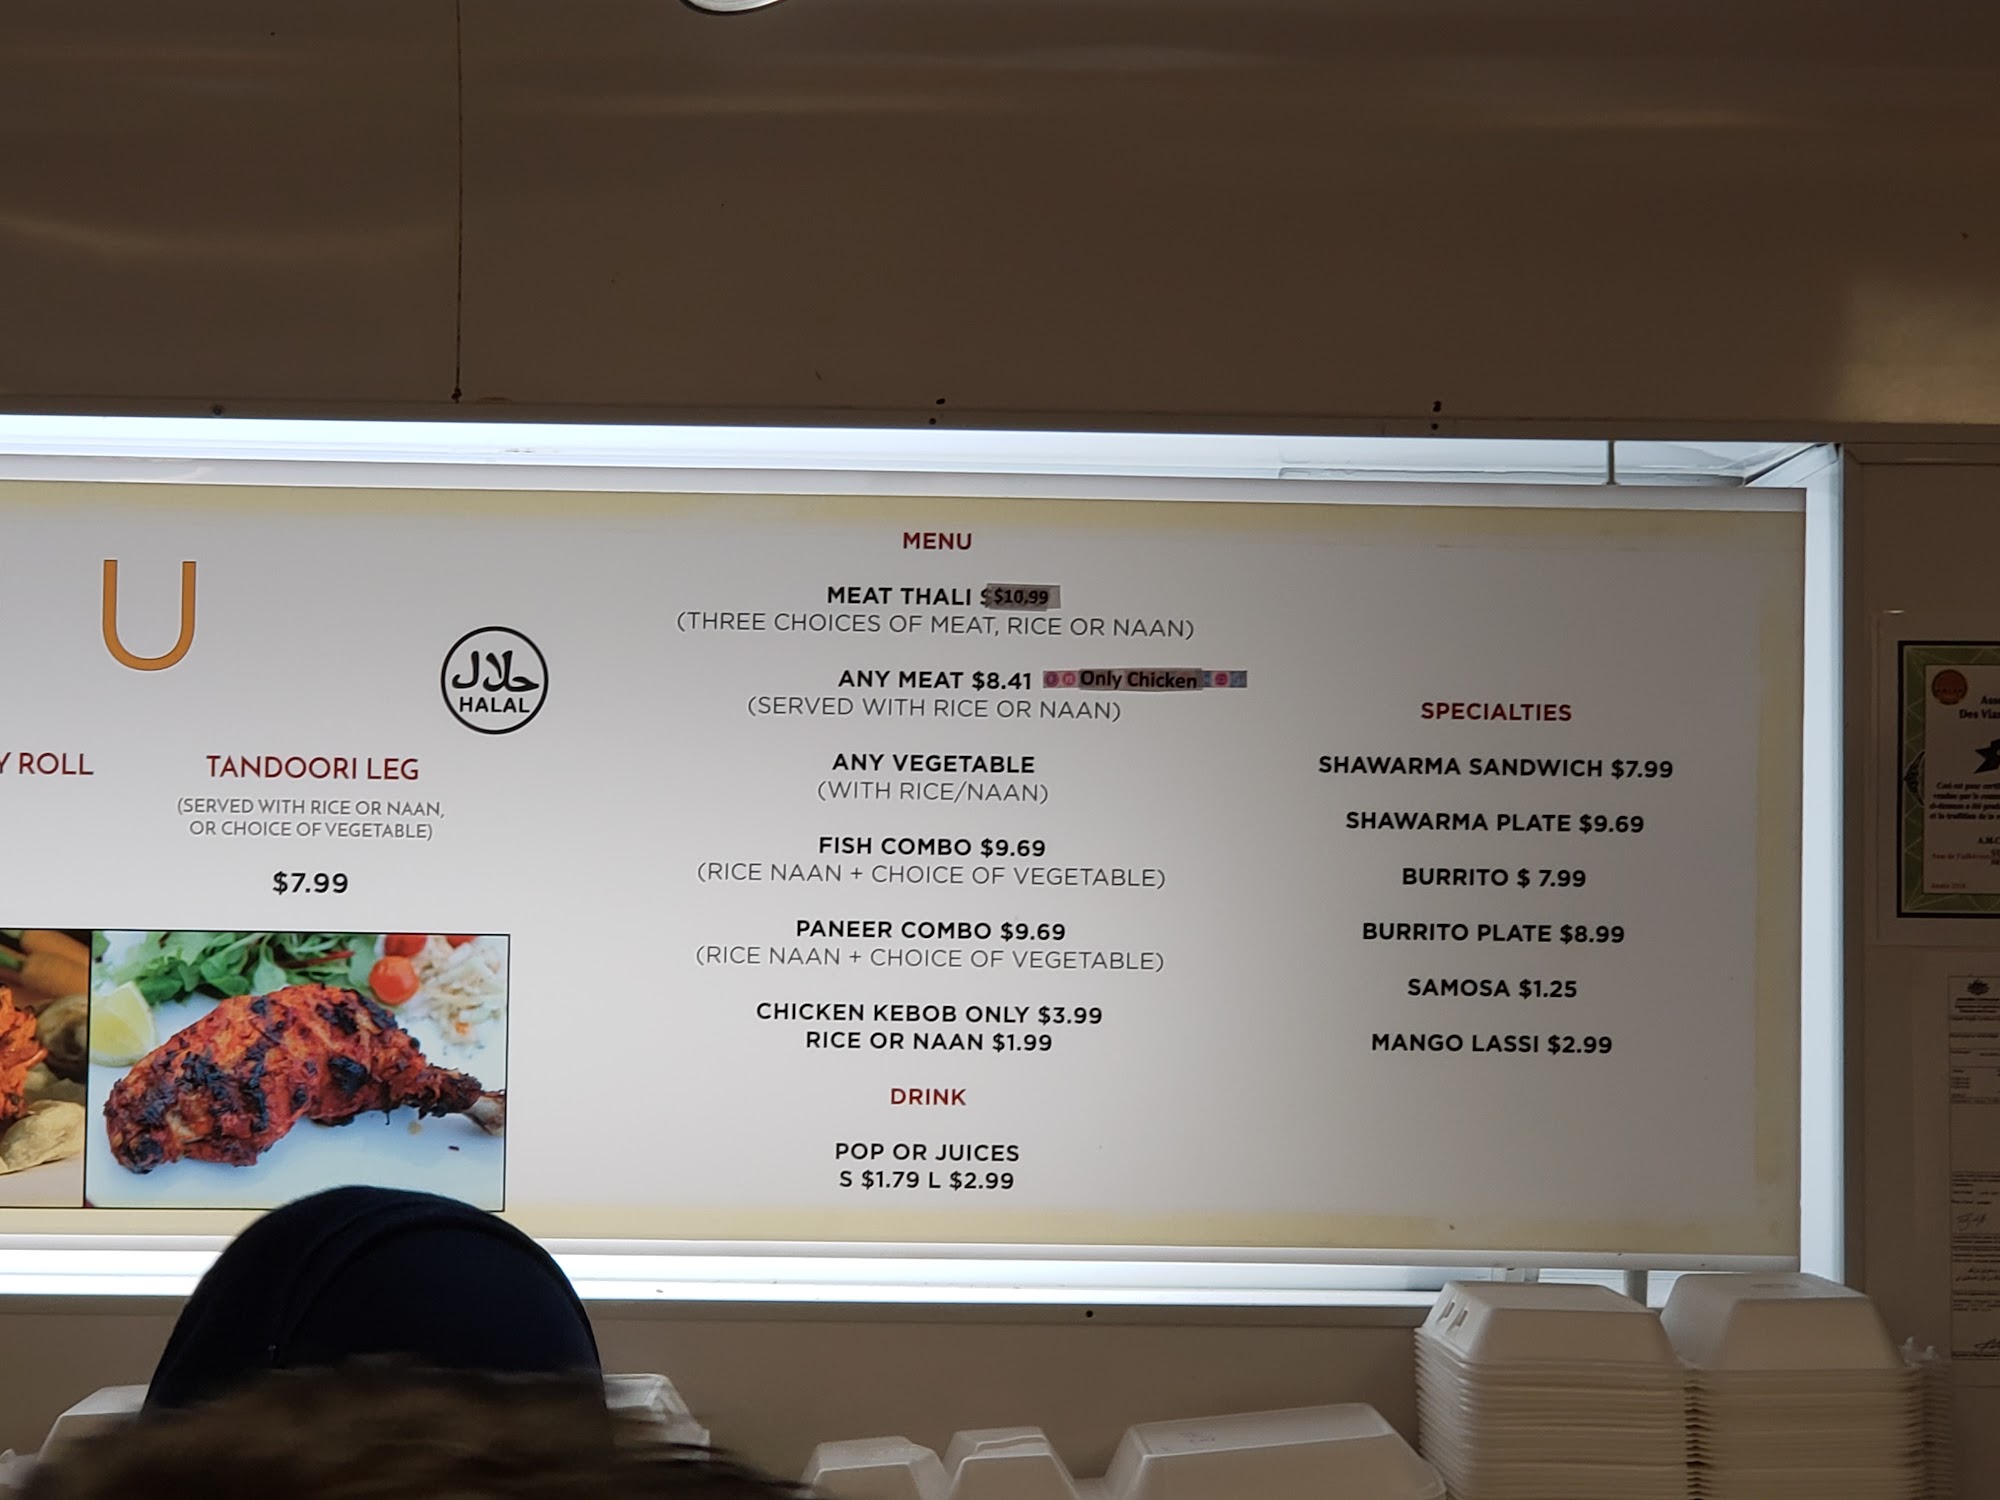 U
حلال
HALAL
Y ROLL
TANDOORI LEG
(SERVED WITH RICE OR NAAN,
OR CHOICE OF VEGETABLE)
$7.99
MENU
MEAT THALI $ $10,99
(THREE CHOICES OF MEAT, RICE OR NAAN)
ANY MEAT $8.41 Only Chicken
(SERVED WITH RICE OR NAAN)
ANY VEGETABLE
(WITH RICE/NAAN)
FISH COMBO $9.69
(RICE NAAN + CHOICE OF VEGETABLE)
PANEER COMBO $9.69
(RICE NAAN + CHOICE OF VEGETABLE)
CHICKEN KEBOB ONLY $3.99
RICE OR NAAN $1.99
DRINK
POP OR JUICES
S $1.79 L $2.99
SPECIALTIES
SHAWARMA SANDWICH $7.99
SHAWARMA PLATE $9.69
BURRITO $ 7.99
BURRITO PLATE $8.99
SAMOSA $1.25
MANGO LASSI $2.99